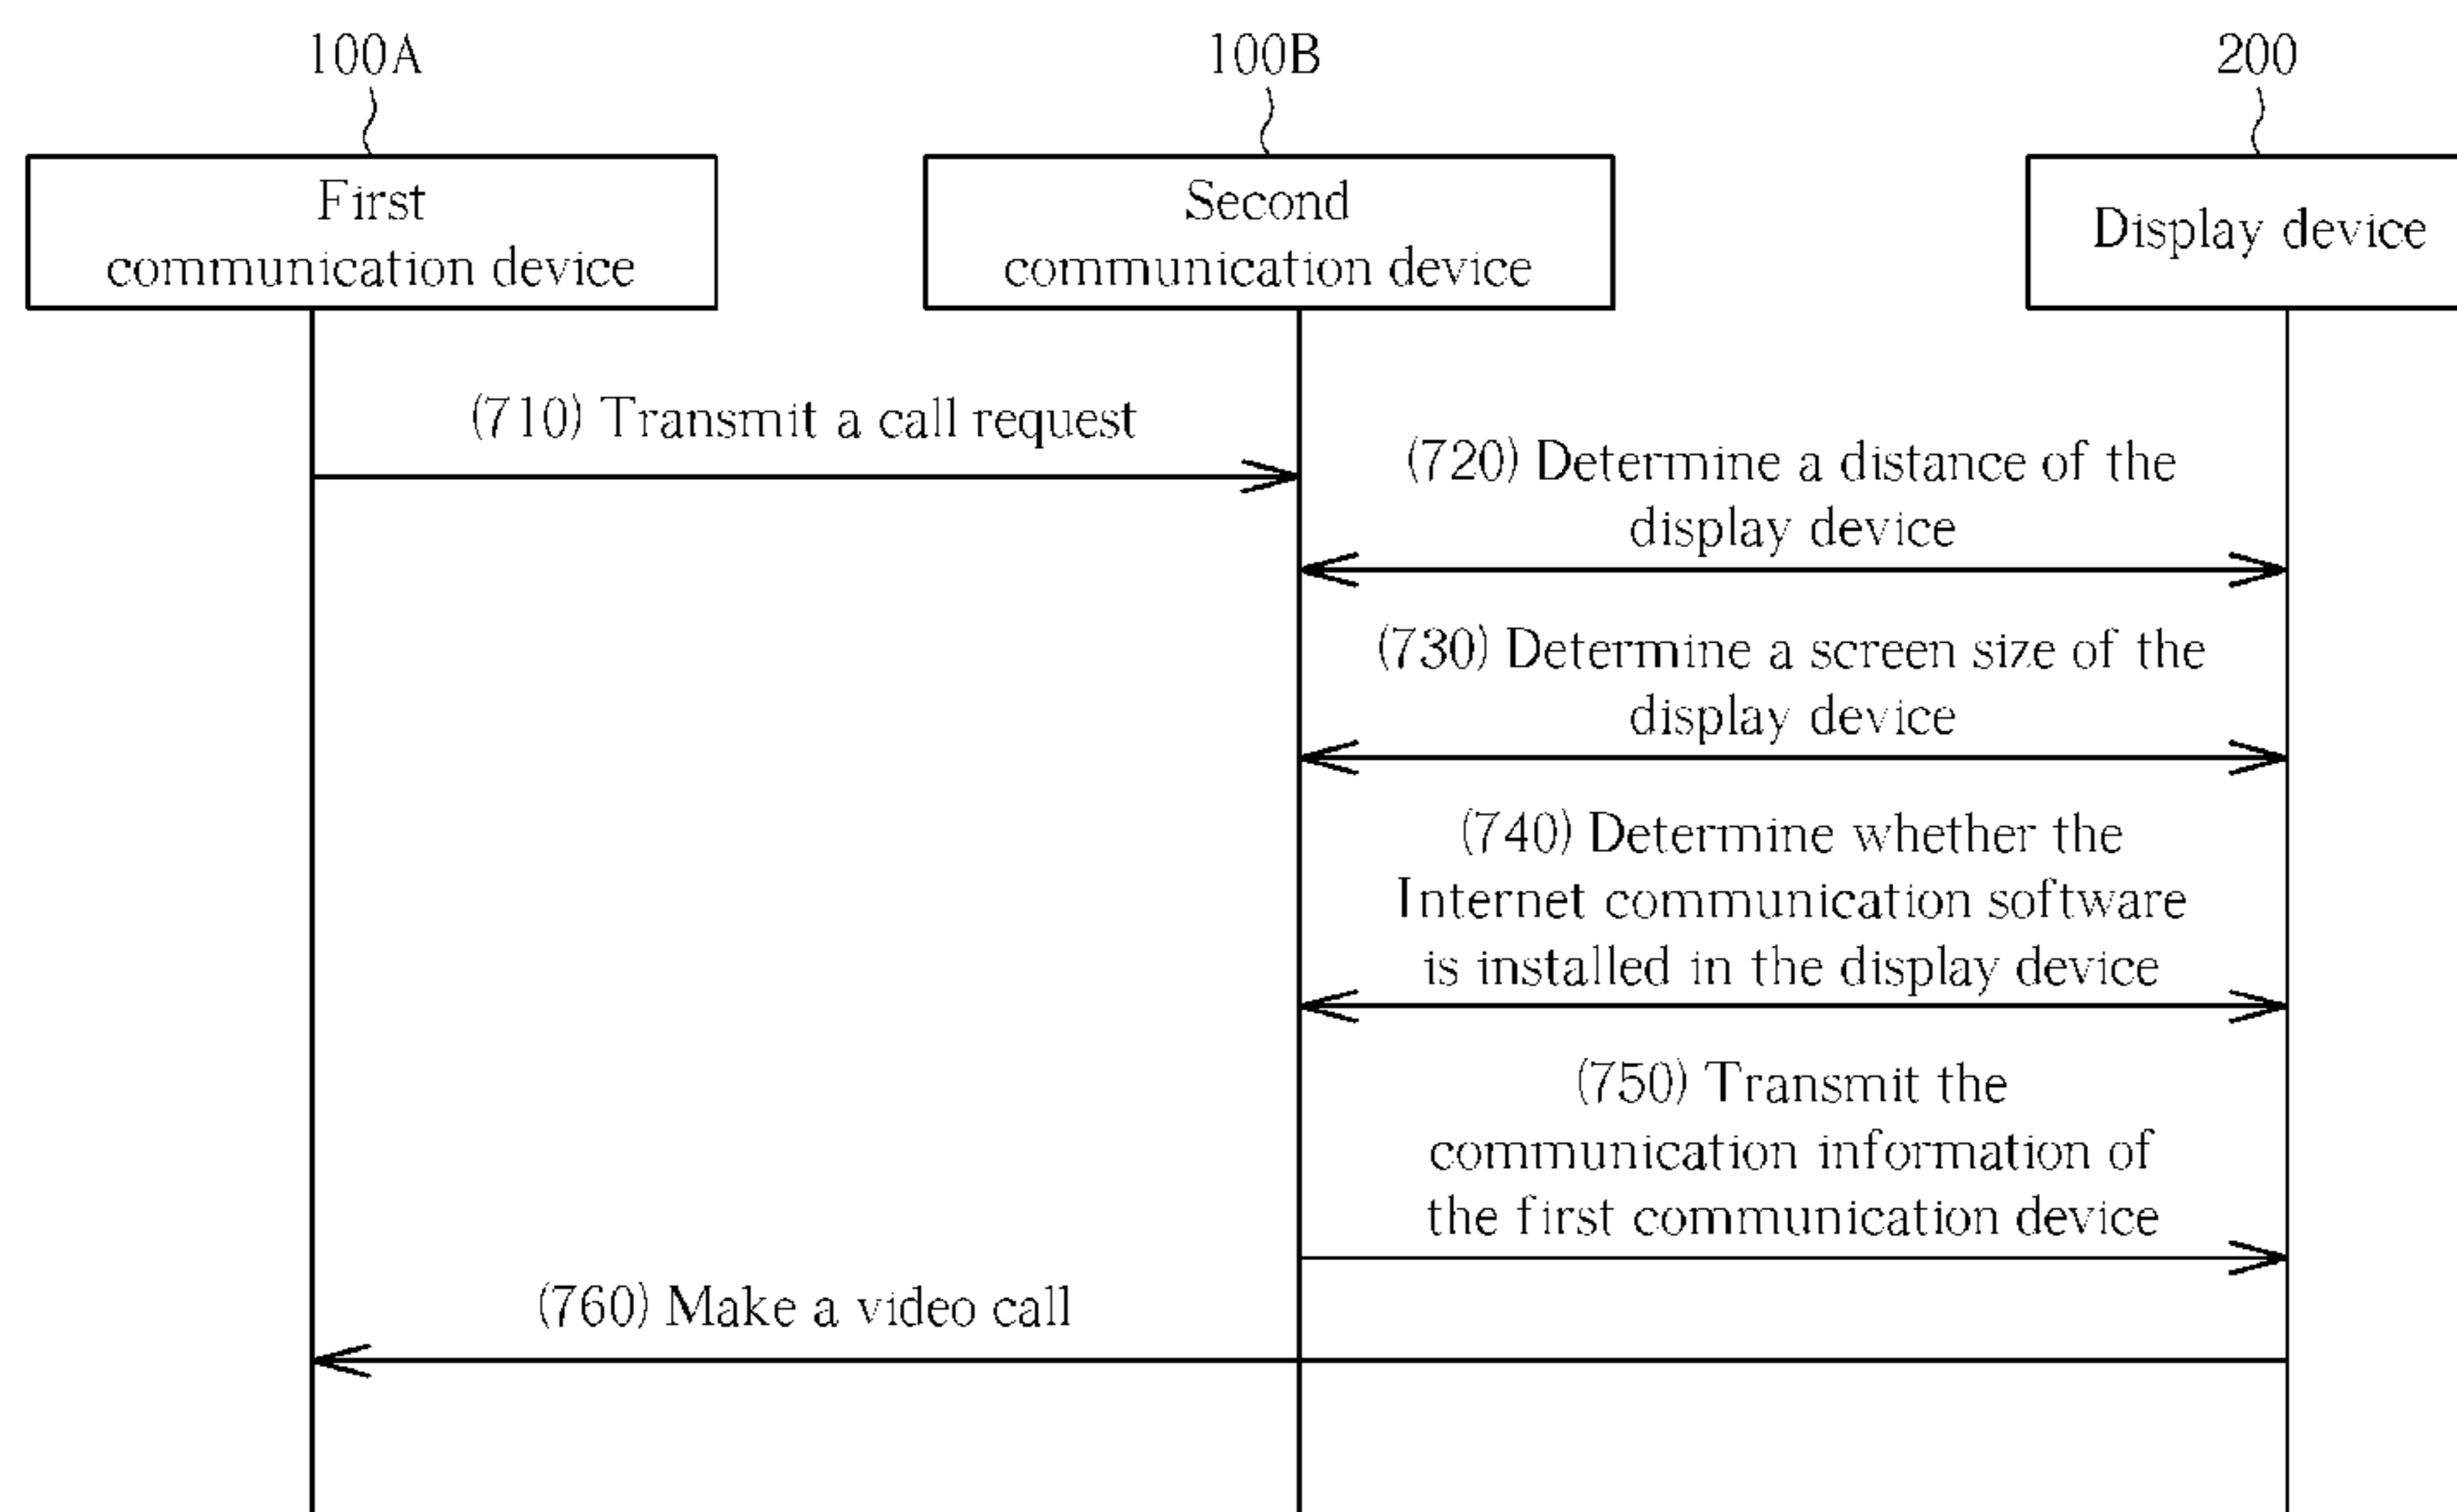 100A
100B
200
First
communication device
Second
communication device
Display device
(710) Transmit a call request
(720) Determine a distance of the
display device
(730) Determine a screen size of the
display device
(740) Determine whether the
Internet communication software
is installed in the display device
(750) Transmit the
communication information of
the first communication device
(760) Make a video call